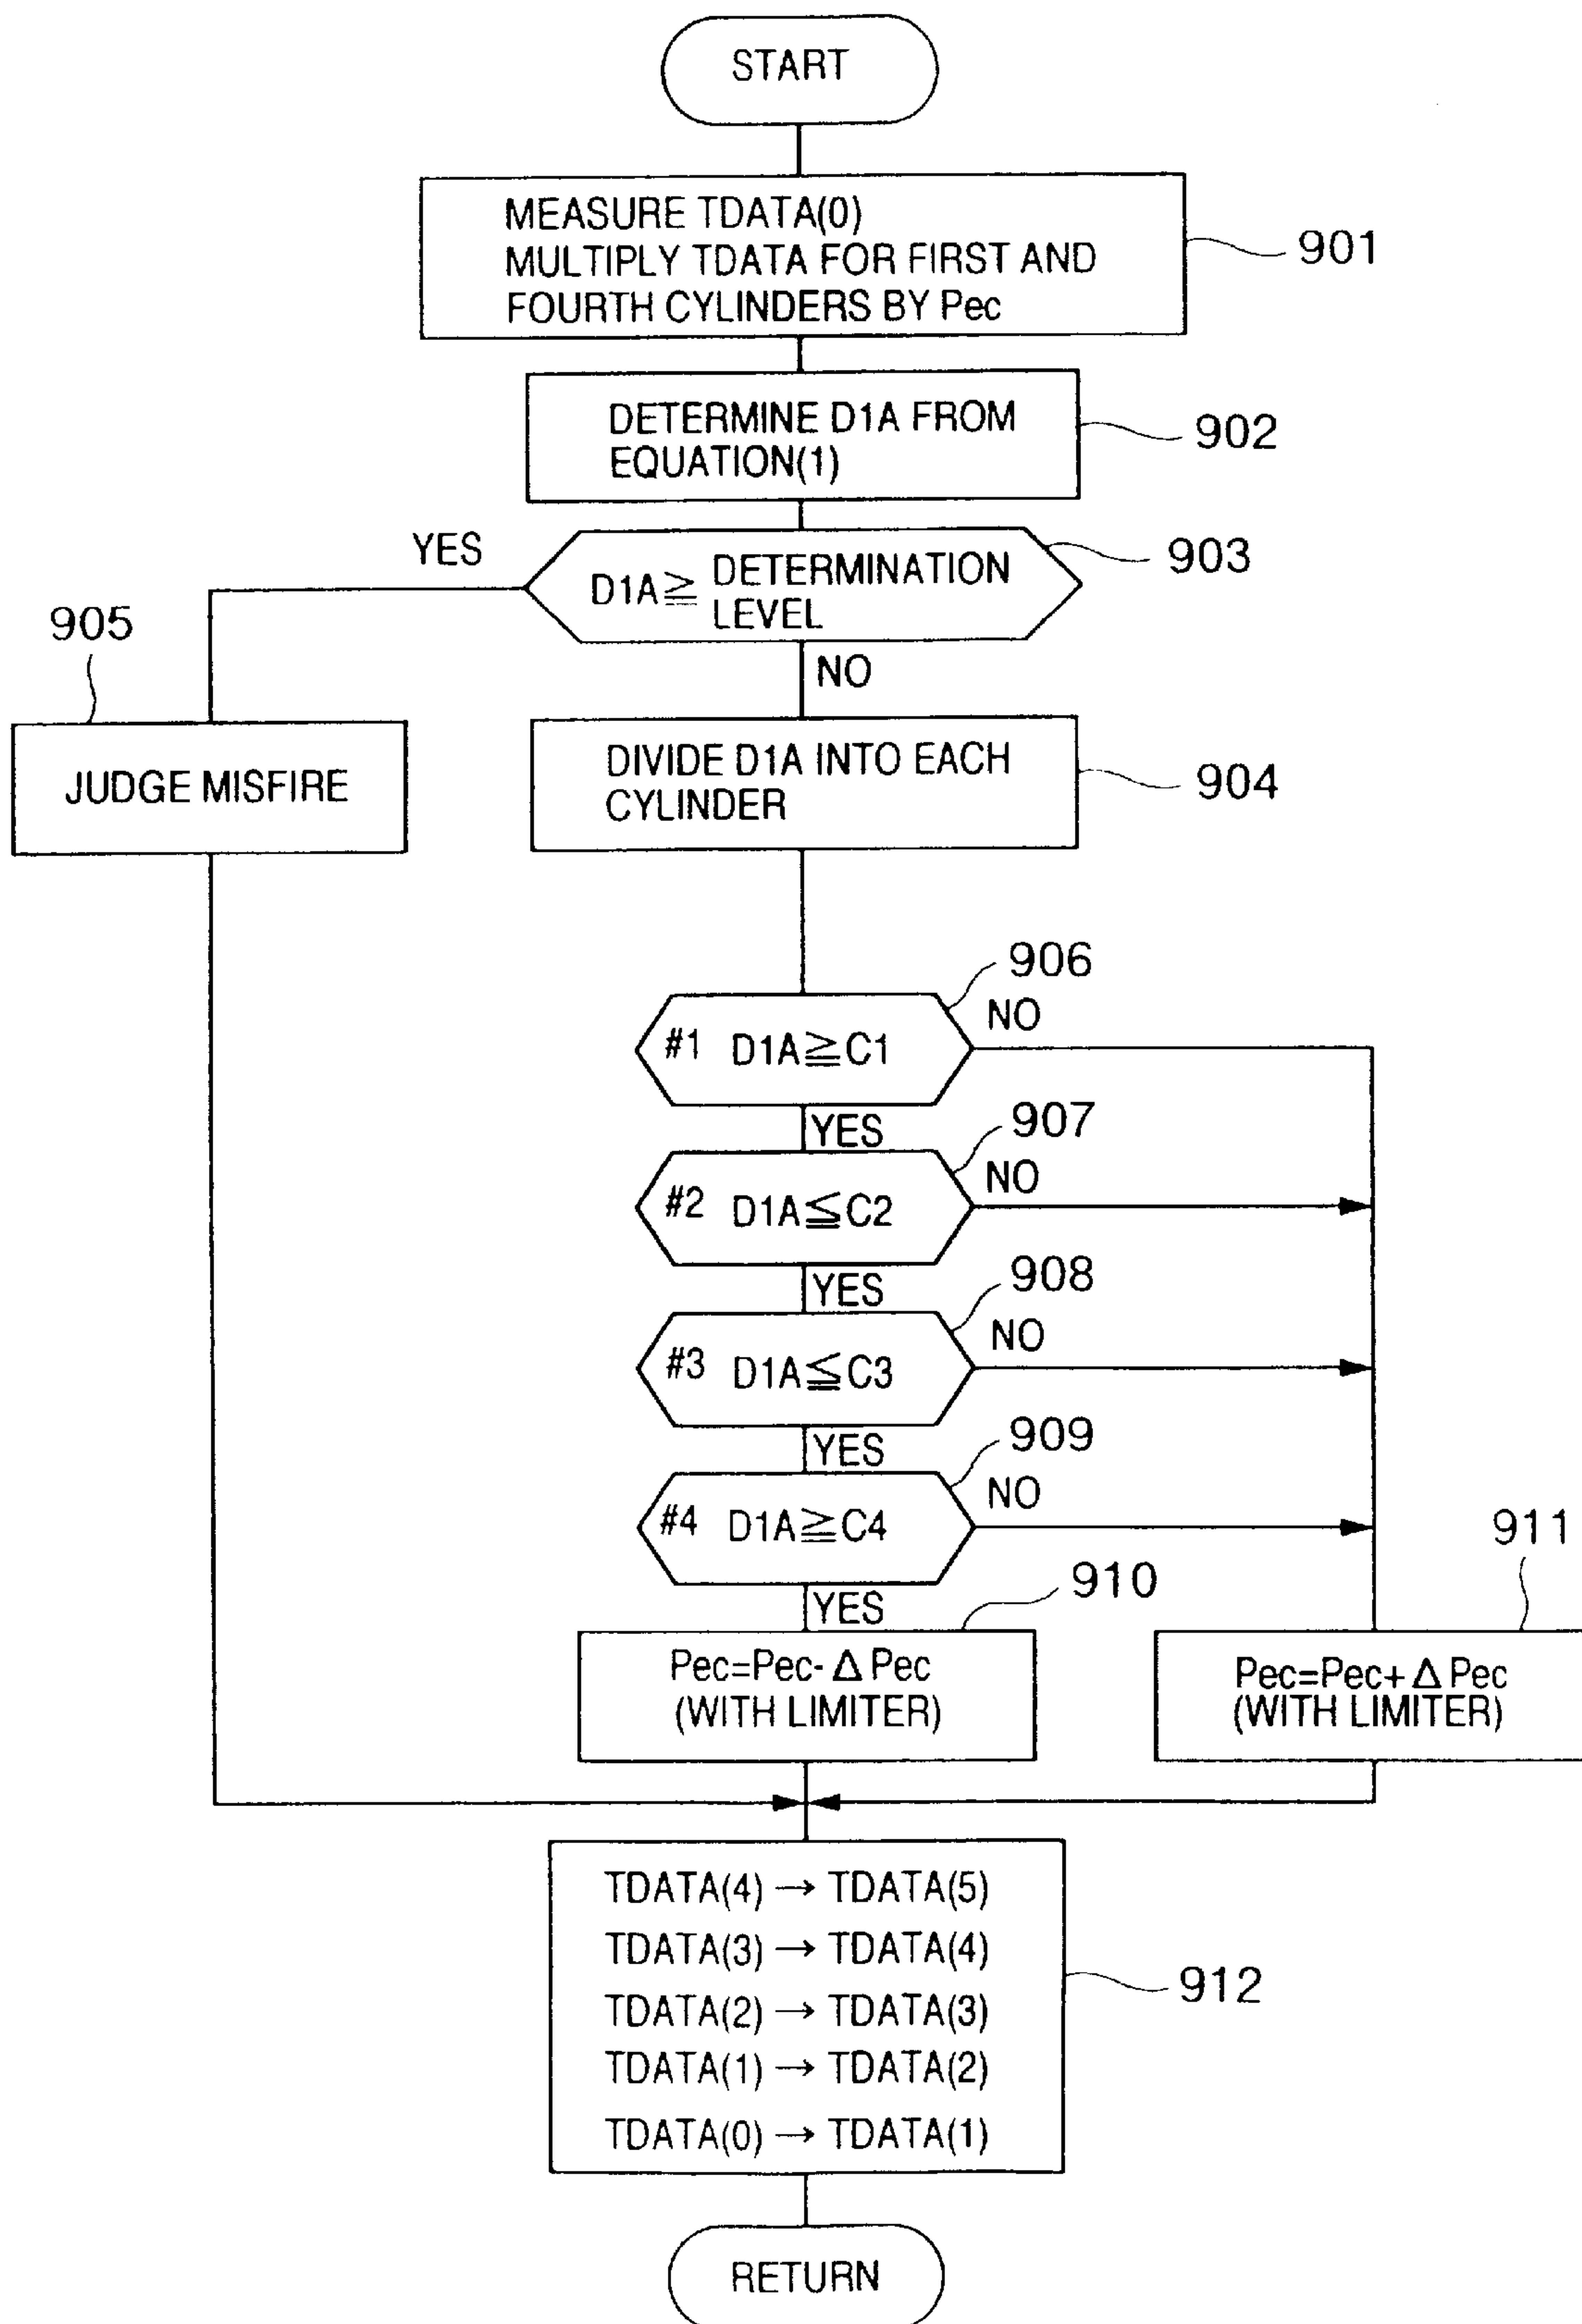 START
MEASURE TDATA(0)
MULTIPLY TDATA FOR FIRST AND
FOURTH CYLINDERS BY Pec
901
DETERMINE D1A FROM
EQUATION(1)
902
YES
D1A≧ DETERMINATION
LEVEL
903
NO
905
JUDGE MISFIRE
DIVIDE D1A INTO EACH
CYLINDER
904
906
#1 D1A≧C1
NO
YES
907
#2 D1A≦C2
NO
YES
908
#3 D1A≦C3
NO
YES
909
#4 D1A≧C4
NO
YES
910
Pec=Pec-ΔPec
(WITH LIMITER)
911
Pec=Pec+ΔPec
(WITH LIMITER)
TDATA(4)→TDATA(5)
TDATA(3)→TDATA(4)
TDATA(2)→TDATA(3)
TDATA(1)→TDATA(2)
TDATA(0)→TDATA(1)
912
RETURN